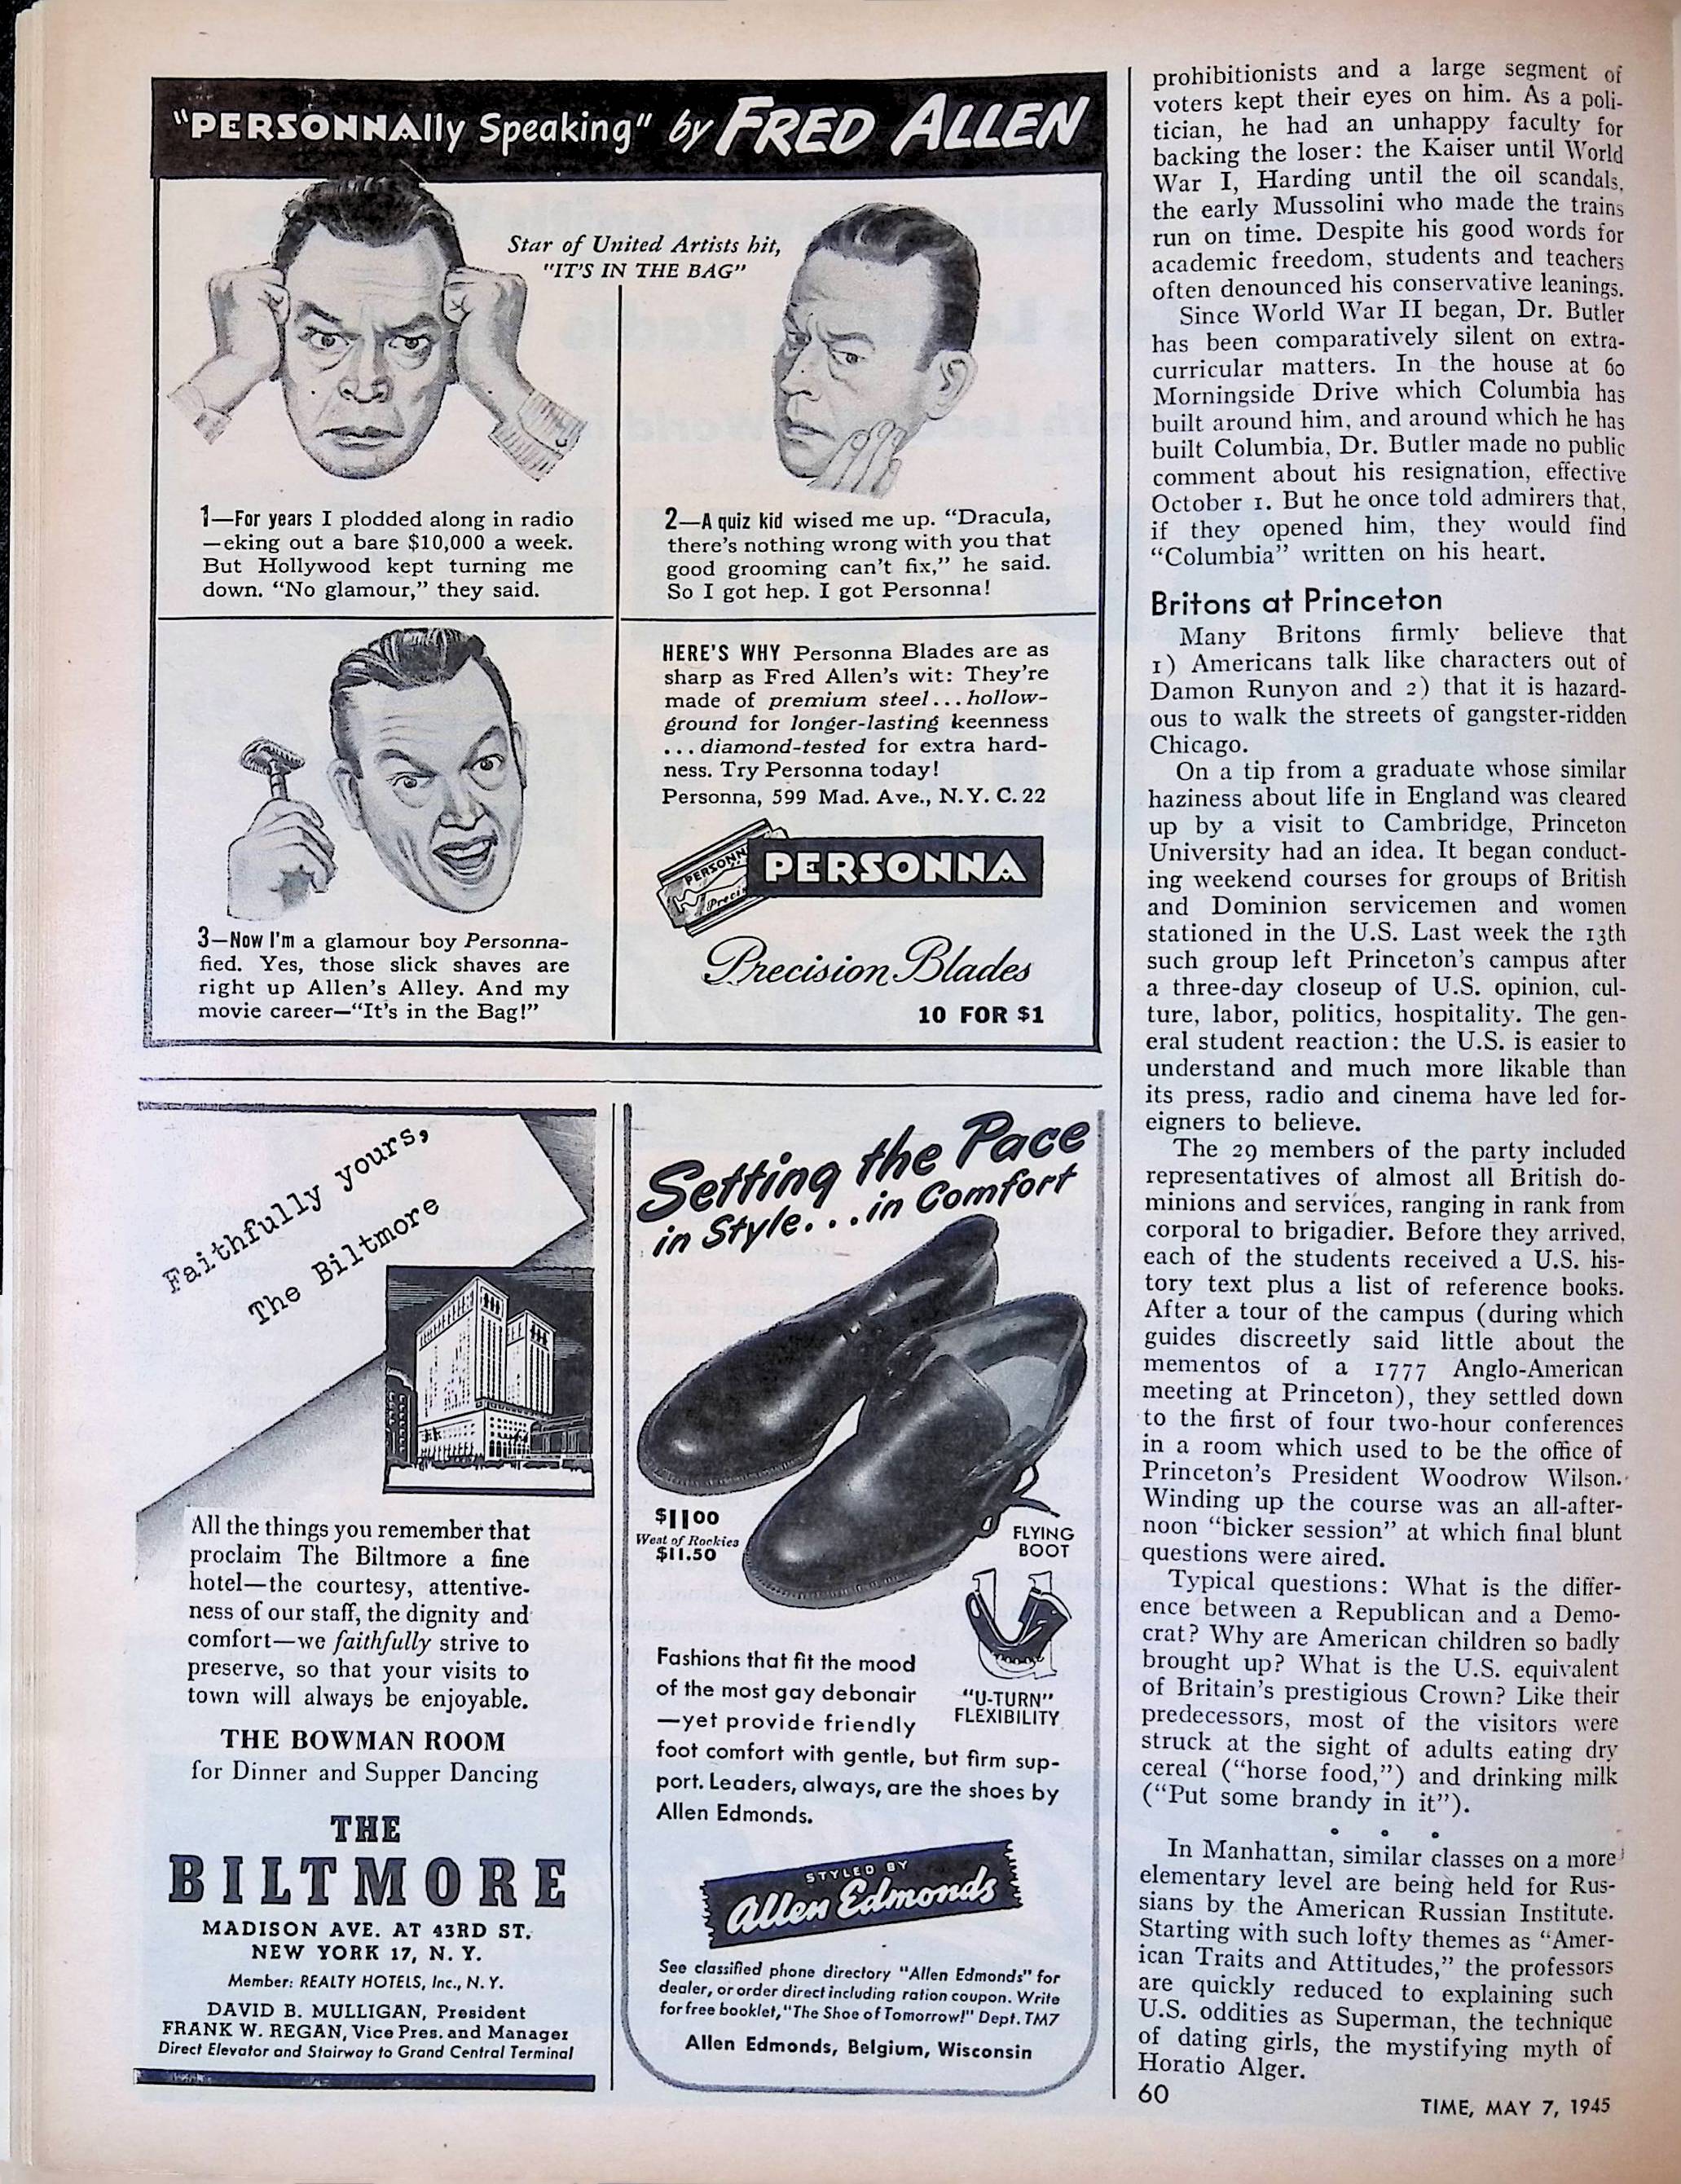 "PERSONNAlly Speaking" by FRED ALLEN
Star of United Artists hit,
"IT'S IN THE BAG"
1—For years I plodded along in radio
—eking out a bare $10,000 a week.
But Hollywood kept turning me
down. "No glamour," they said.
2—A quiz kid wised me up. "Dracula,
there's nothing wrong with you that
good grooming can't fix," he said.
So I got hep. I got Personna!
3—Now I'm a glamour boy Personna-
fied. Yes, those slick shaves are
right up Allen's Alley. And my
movie career—"It's in the Bag!"
HERE'S WHY Personna Blades are as
sharp as Fred Allen's wit: They're
made of premium steel...hollow-
ground for longer-lasting keenness
...diamond-tested for extra hard-
ness. Try Personna today!
Personna, 599 Mad. Ave., N.Y. C. 22
PERSONNA
Precision Blades
10 FOR $1
Faithfully yours,
The Biltmore
All the things you remember that
proclaim The Biltmore a fine
hotel—the courtesy, attentive-
ness of our staff, the dignity and
comfort—we faithfully strive to
preserve, so that your visits to
town will always be enjoyable.
THE BOWMAN ROOM
for Dinner and Supper Dancing
THE
BILTMORE
MADISON AVE. AT 43RD ST.
NEW YORK 17, N. Y.
Member: REALTY HOTELS, Inc., N. Y.
DAVID B. MULLIGAN, President
FRANK W. REGAN, Vice Pres. and Manager
Direct Elevator and Stairway to Grand Central Terminal
Setting the Pace
in Style...in Comfort
$1100
West of Rockies
$11.50
FLYING
BOOT
"U-TURN"
FLEXIBILITY
Fashions that fit the mood
of the most gay debonair
—yet provide friendly
foot comfort with gentle, but firm sup-
port. Leaders, always, are the shoes by
Allen Edmonds.
STYLED BY
Allen Edmonds
See classified phone directory "Allen Edmonds" for
dealer, or order direct including ration coupon. Write
for free booklet, "The Shoe of Tomorrow!" Dept. TM7
Allen Edmonds, Belgium, Wisconsin
prohibitionists and a large segment of
voters kept their eyes on him. As a poli-
tician, he had an unhappy faculty for
backing the loser: the Kaiser until World
War I, Harding until the oil scandals,
the early Mussolini who made the trains
run on time. Despite his good words for
academic freedom, students and teachers
often denounced his conservative leanings.
Since World War II began, Dr. Butler
has been comparatively silent on extra-
curricular matters. In the house at 60
Morningside Drive which Columbia has
built around him, and around which he has
built Columbia, Dr. Butler made no public
comment about his resignation, effective
October 1. But he once told admirers that,
if they opened him, they would find
"Columbia" written on his heart.
Britons at Princeton
Many Britons firmly believe that
1) Americans talk like characters out of
Damon Runyon and 2) that it is hazard-
ous to walk the streets of gangster-ridden
Chicago.
On a tip from a graduate whose similar
haziness about life in England was cleared
up by a visit to Cambridge, Princeton
University had an idea. It began conduct-
ing weekend courses for groups of British
and Dominion servicemen and women
stationed in the U.S. Last week the 13th
such group left Princeton's campus after
a three-day closeup of U.S. opinion, cul-
ture, labor, politics, hospitality. The gen-
eral student reaction: the U.S. is easier to
understand and much more likable than
its press, radio and cinema have led for-
eigners to believe.
The 29 members of the party included
representatives of almost all British do-
minions and services, ranging in rank from
corporal to brigadier. Before they arrived,
each of the students received a U.S. his-
tory text plus a list of reference books.
After a tour of the campus (during which
guides discreetly said little about the
mementos of a 1777 Anglo-American
meeting at Princeton), they settled down
to the first of four two-hour conferences
in a room which used to be the office of
Princeton's President Woodrow Wilson.
Winding up the course was an all-after-
noon "bicker session" at which final blunt
questions were aired.
Typical questions: What is the differ-
ence between a Republican and a Demo-
crat? Why are American children so badly
brought up? What is the U.S. equivalent
of Britain's prestigious Crown? Like their
predecessors, most of the visitors were
struck at the sight of adults eating dry
cereal ("horse food,") and drinking milk
("Put some brandy in it").
In Manhattan, similar classes on a more
elementary level are being held for Rus-
sians by the American Russian Institute.
Starting with such lofty themes as "Amer-
ican Traits and Attitudes," the professors
are quickly reduced to explaining such
U.S. oddities as Superman, the technique
of dating girls, the mystifying myth of
Horatio Alger.
60
TIME, MAY 7, 1945